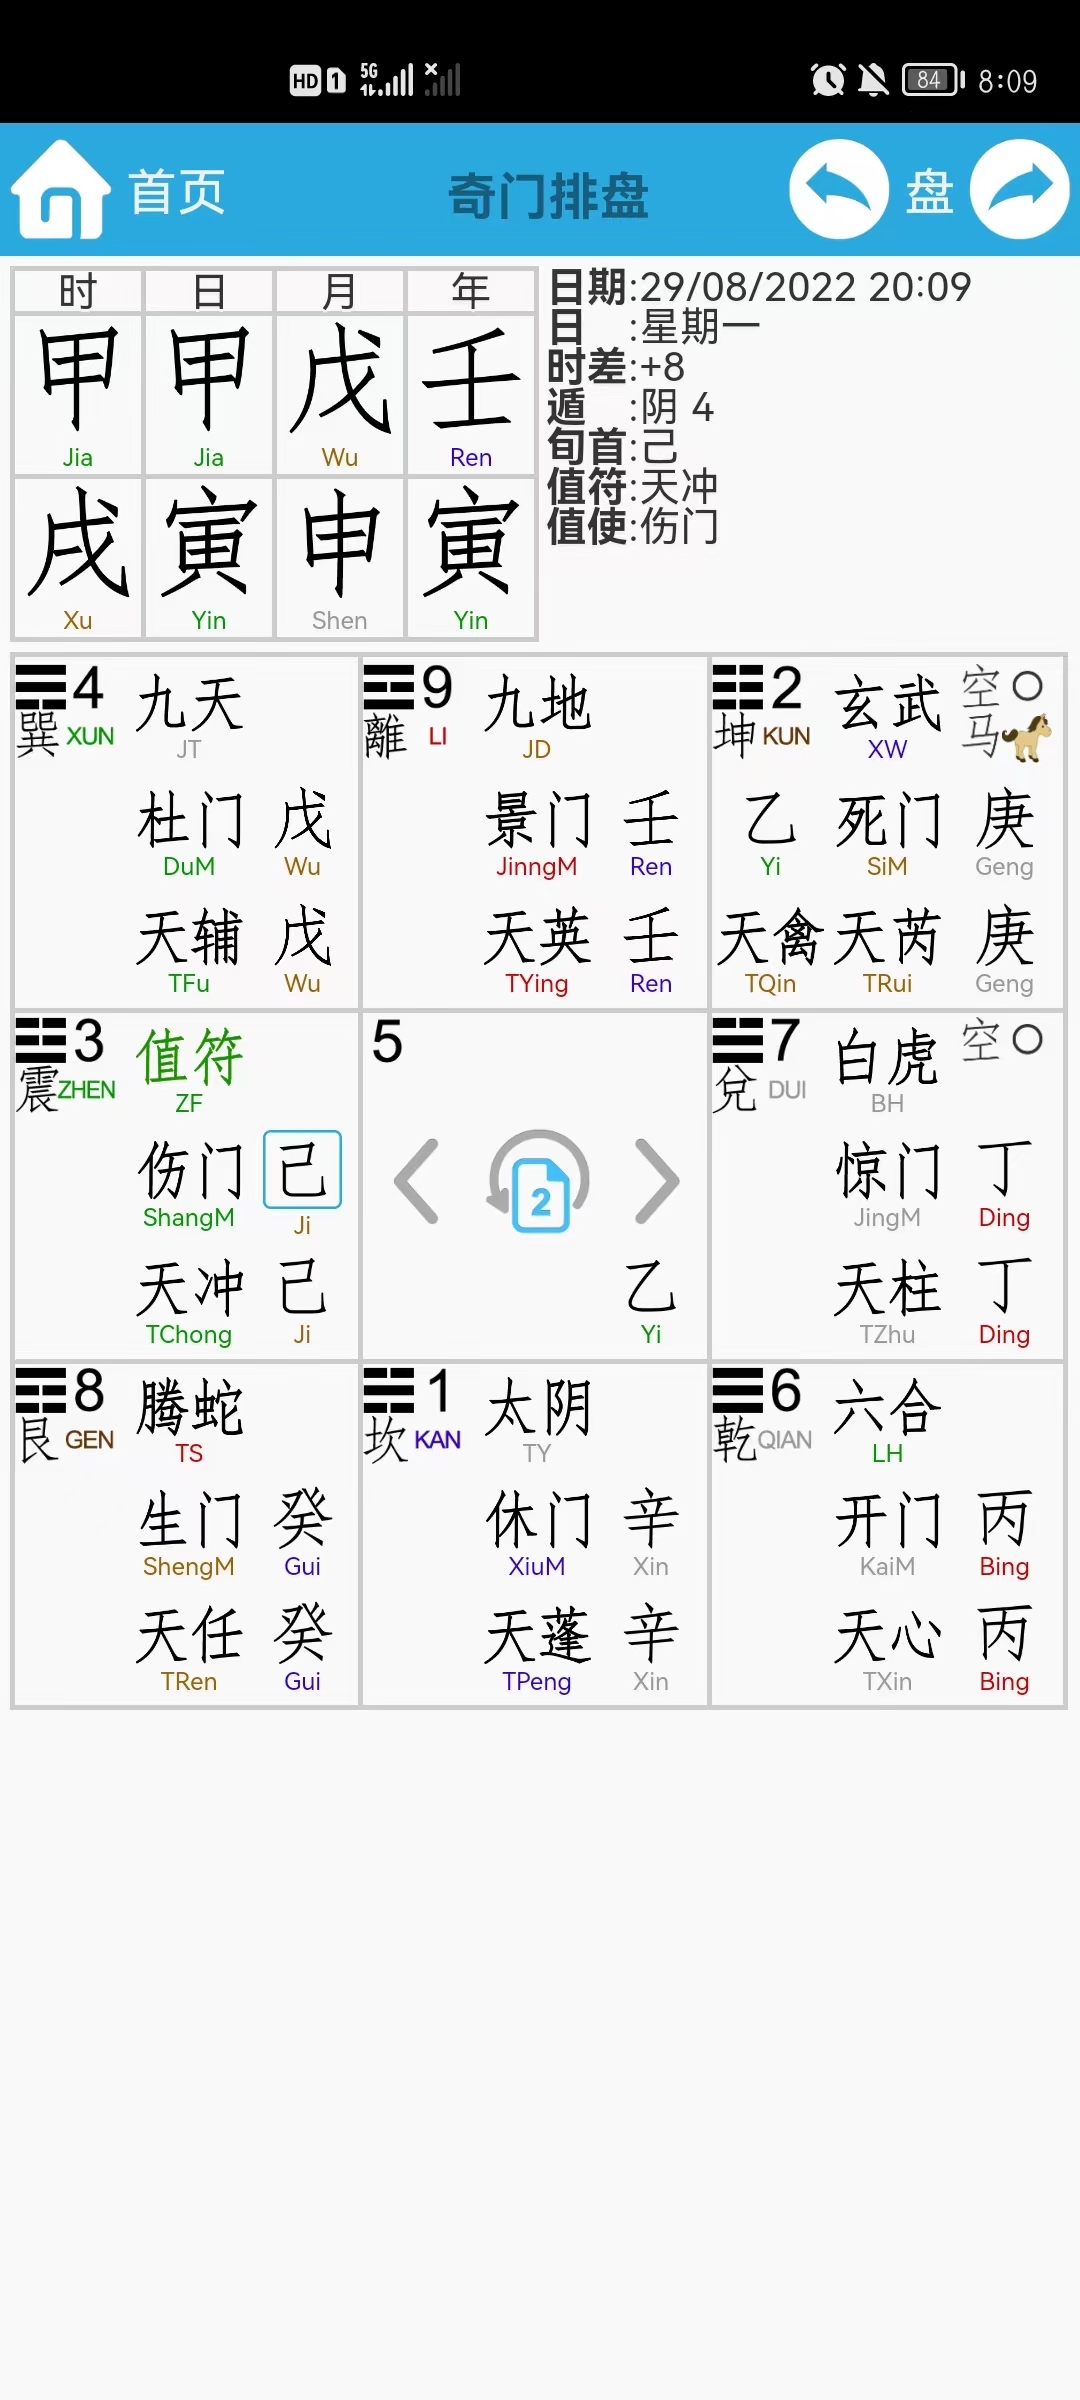 HD 1 5G 84 8:09
首页 奇门排盘 盘
时 日 月 年
甲 甲 戊 壬
Jia Jia Wu Ren
戌 寅 申 寅
Xu Yin Shen Yin
日期:29/08/2022 20:09
日 :星期一
时差:+8
遁 :阴 4
旬首:己
值符:天冲
值使:伤门
4 九天
巽 XUN JT
杜门 戊
DuM Wu
天辅 戊
TFu Wu
9 九地
離 LI JD
景门 壬
JinngM Ren
天英 壬
TYing Ren
2 玄武 空
坤 KUN XW 马
乙 死门 庚
Yi SiM Geng
天禽 天芮 庚
TQin TRui Geng
3 值符
震 ZHEN ZF
伤门 己
ShangM Ji
天冲 己
TChong Ji
5
2
乙
Yi
7 白虎 空
兌 DUI BH
惊门 丁
JingM Ding
天柱 丁
TZhu Ding
8 腾蛇
艮 GEN TS
生门 癸
ShengM Gui
天任 癸
TRen Gui
1 太阴
坎 KAN TY
休门 辛
XiuM Xin
天蓬 辛
TPeng Xin
6 六合
乾 QIAN LH
开门 丙
KaiM Bing
天心 丙
TXin Bing